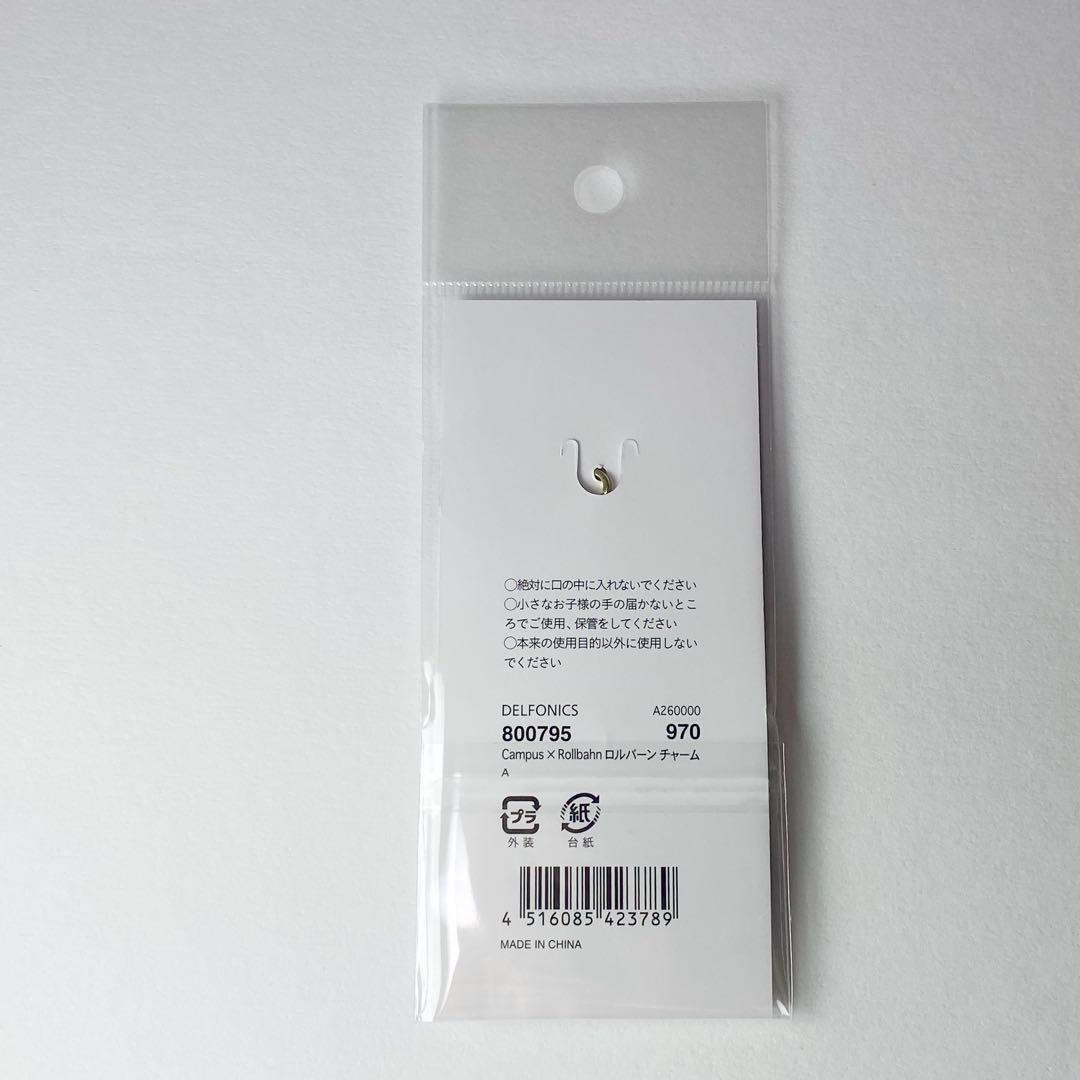 ○絶対に口の中に入れないでください
○小さなお子様の手の届かないとこ
ろでご使用、保管をしてください
○本来の使用目的以外に使用しない
でください
DELFONICS A260000
800795 970
Campus × Rollbahn ロルバーン チャーム
A
プラ 紙
外装 台紙
4 516085 423789
MADE IN CHINA